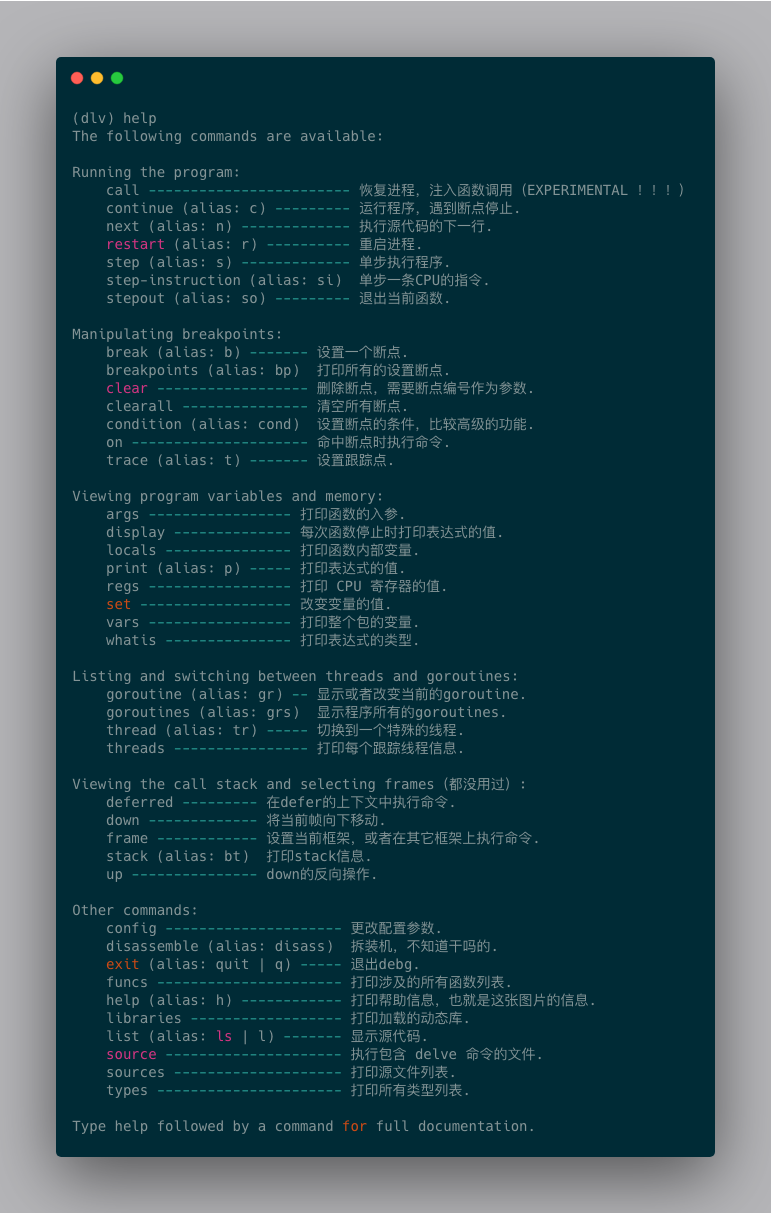 (dlv) help
The following commands are available:
Running the program:
call ------------------------ 恢复进程，注入函数调用（EXPERIMENTAL ！！！）
continue (alias: c) --------- 运行程序，遇到断点停止.
next (alias: n) ------------- 执行源代码的下一行.
restart (alias: r) ---------- 重启进程.
step (alias: s) ------------- 单步执行程序.
step-instruction (alias: si)  单步一条CPU的指令.
stepout (alias: so) --------- 退出当前函数.
Manipulating breakpoints:
break (alias: b) ------- 设置一个断点.
breakpoints (alias: bp)  打印所有的设置断点.
clear ------------------ 删除断点，需要断点编号作为参数.
clearall --------------- 清空所有断点.
condition (alias: cond)  设置断点的条件，比较高级的功能.
on --------------------- 命中断点时执行命令.
trace (alias: t) ------- 设置跟踪点.
Viewing program variables and memory:
args ----------------- 打印函数的入参.
display -------------- 每次函数停止时打印表达式的值.
locals --------------- 打印函数内部变量.
print (alias: p) ----- 打印表达式的值.
regs ----------------- 打印 CPU 寄存器的值.
set ------------------ 改变变量的值.
vars ----------------- 打印整个包的变量.
whatis --------------- 打印表达式的类型.
Listing and switching between threads and goroutines:
goroutine (alias: gr) -- 显示或者改变当前的goroutine.
goroutines (alias: grs)  显示程序所有的goroutines.
thread (alias: tr) ----- 切换到一个特殊的线程.
threads ---------------- 打印每个跟踪线程信息.
Viewing the call stack and selecting frames（都没用过）:
deferred --------- 在defer的上下文中执行命令.
down ------------- 将当前帧向下移动.
frame ------------ 设置当前框架，或者在其它框架上执行命令.
stack (alias: bt)  打印stack信息.
up --------------- down的反向操作.
Other commands:
config --------------------- 更改配置参数.
disassemble (alias: disass)  拆装机，不知道干吗的.
exit (alias: quit | q) ----- 退出debg.
funcs ---------------------- 打印涉及的所有函数列表.
help (alias: h) ------------ 打印帮助信息，也就是这张图片的信息.
libraries ------------------ 打印加载的动态库.
list (alias: ls | l) ------- 显示源代码.
source --------------------- 执行包含 delve 命令的文件.
sources -------------------- 打印源文件列表.
types ---------------------- 打印所有类型列表.
Type help followed by a command for full documentation.